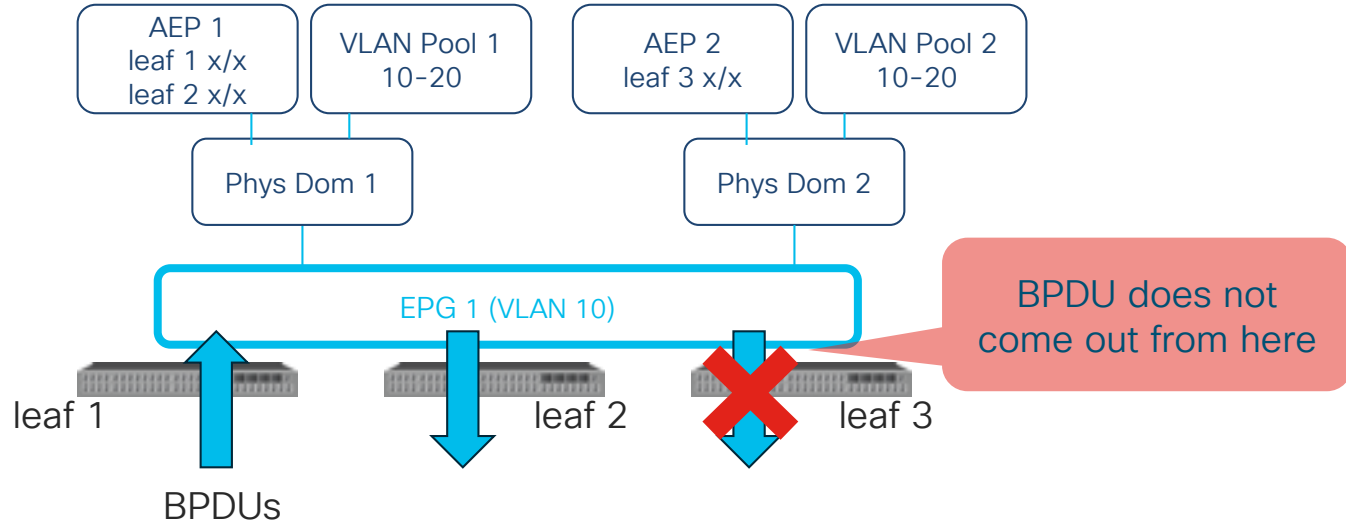 AEP 1
leaf 1 x/x
leaf 2 x/x
VLAN Pool 1
10-20
AEP 2
leaf 3 x/x
VLAN Pool 2
10-20
Phys Dom 1
Phys Dom 2
EPG 1 (VLAN 10)
BPDU does not
come out from here
leaf 1
leaf 2
leaf 3
BPDUs